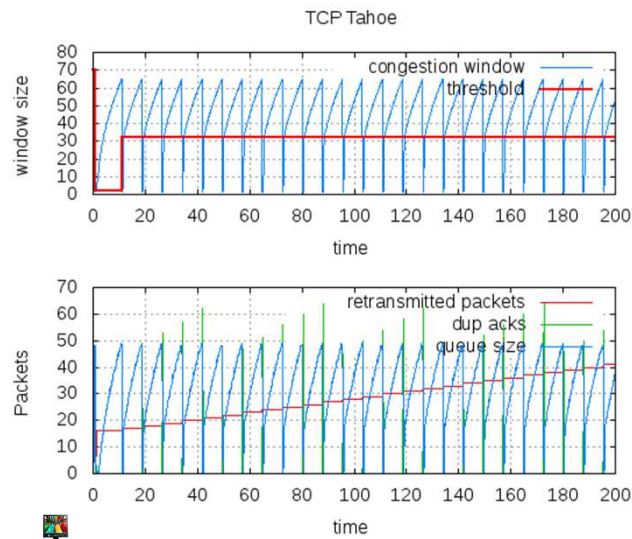 TCP Tahoe
80
70
60
50
40
30
20
10
0
window size
congestion window
threshold
0 20 40 60 80 100 120 140 160 180 200
time
70
60
50
40
30
20
10
0
Packets
retransmitted packets
dup acks
queue size
0 20 40 60 80 100 120 140 160 180 200
time